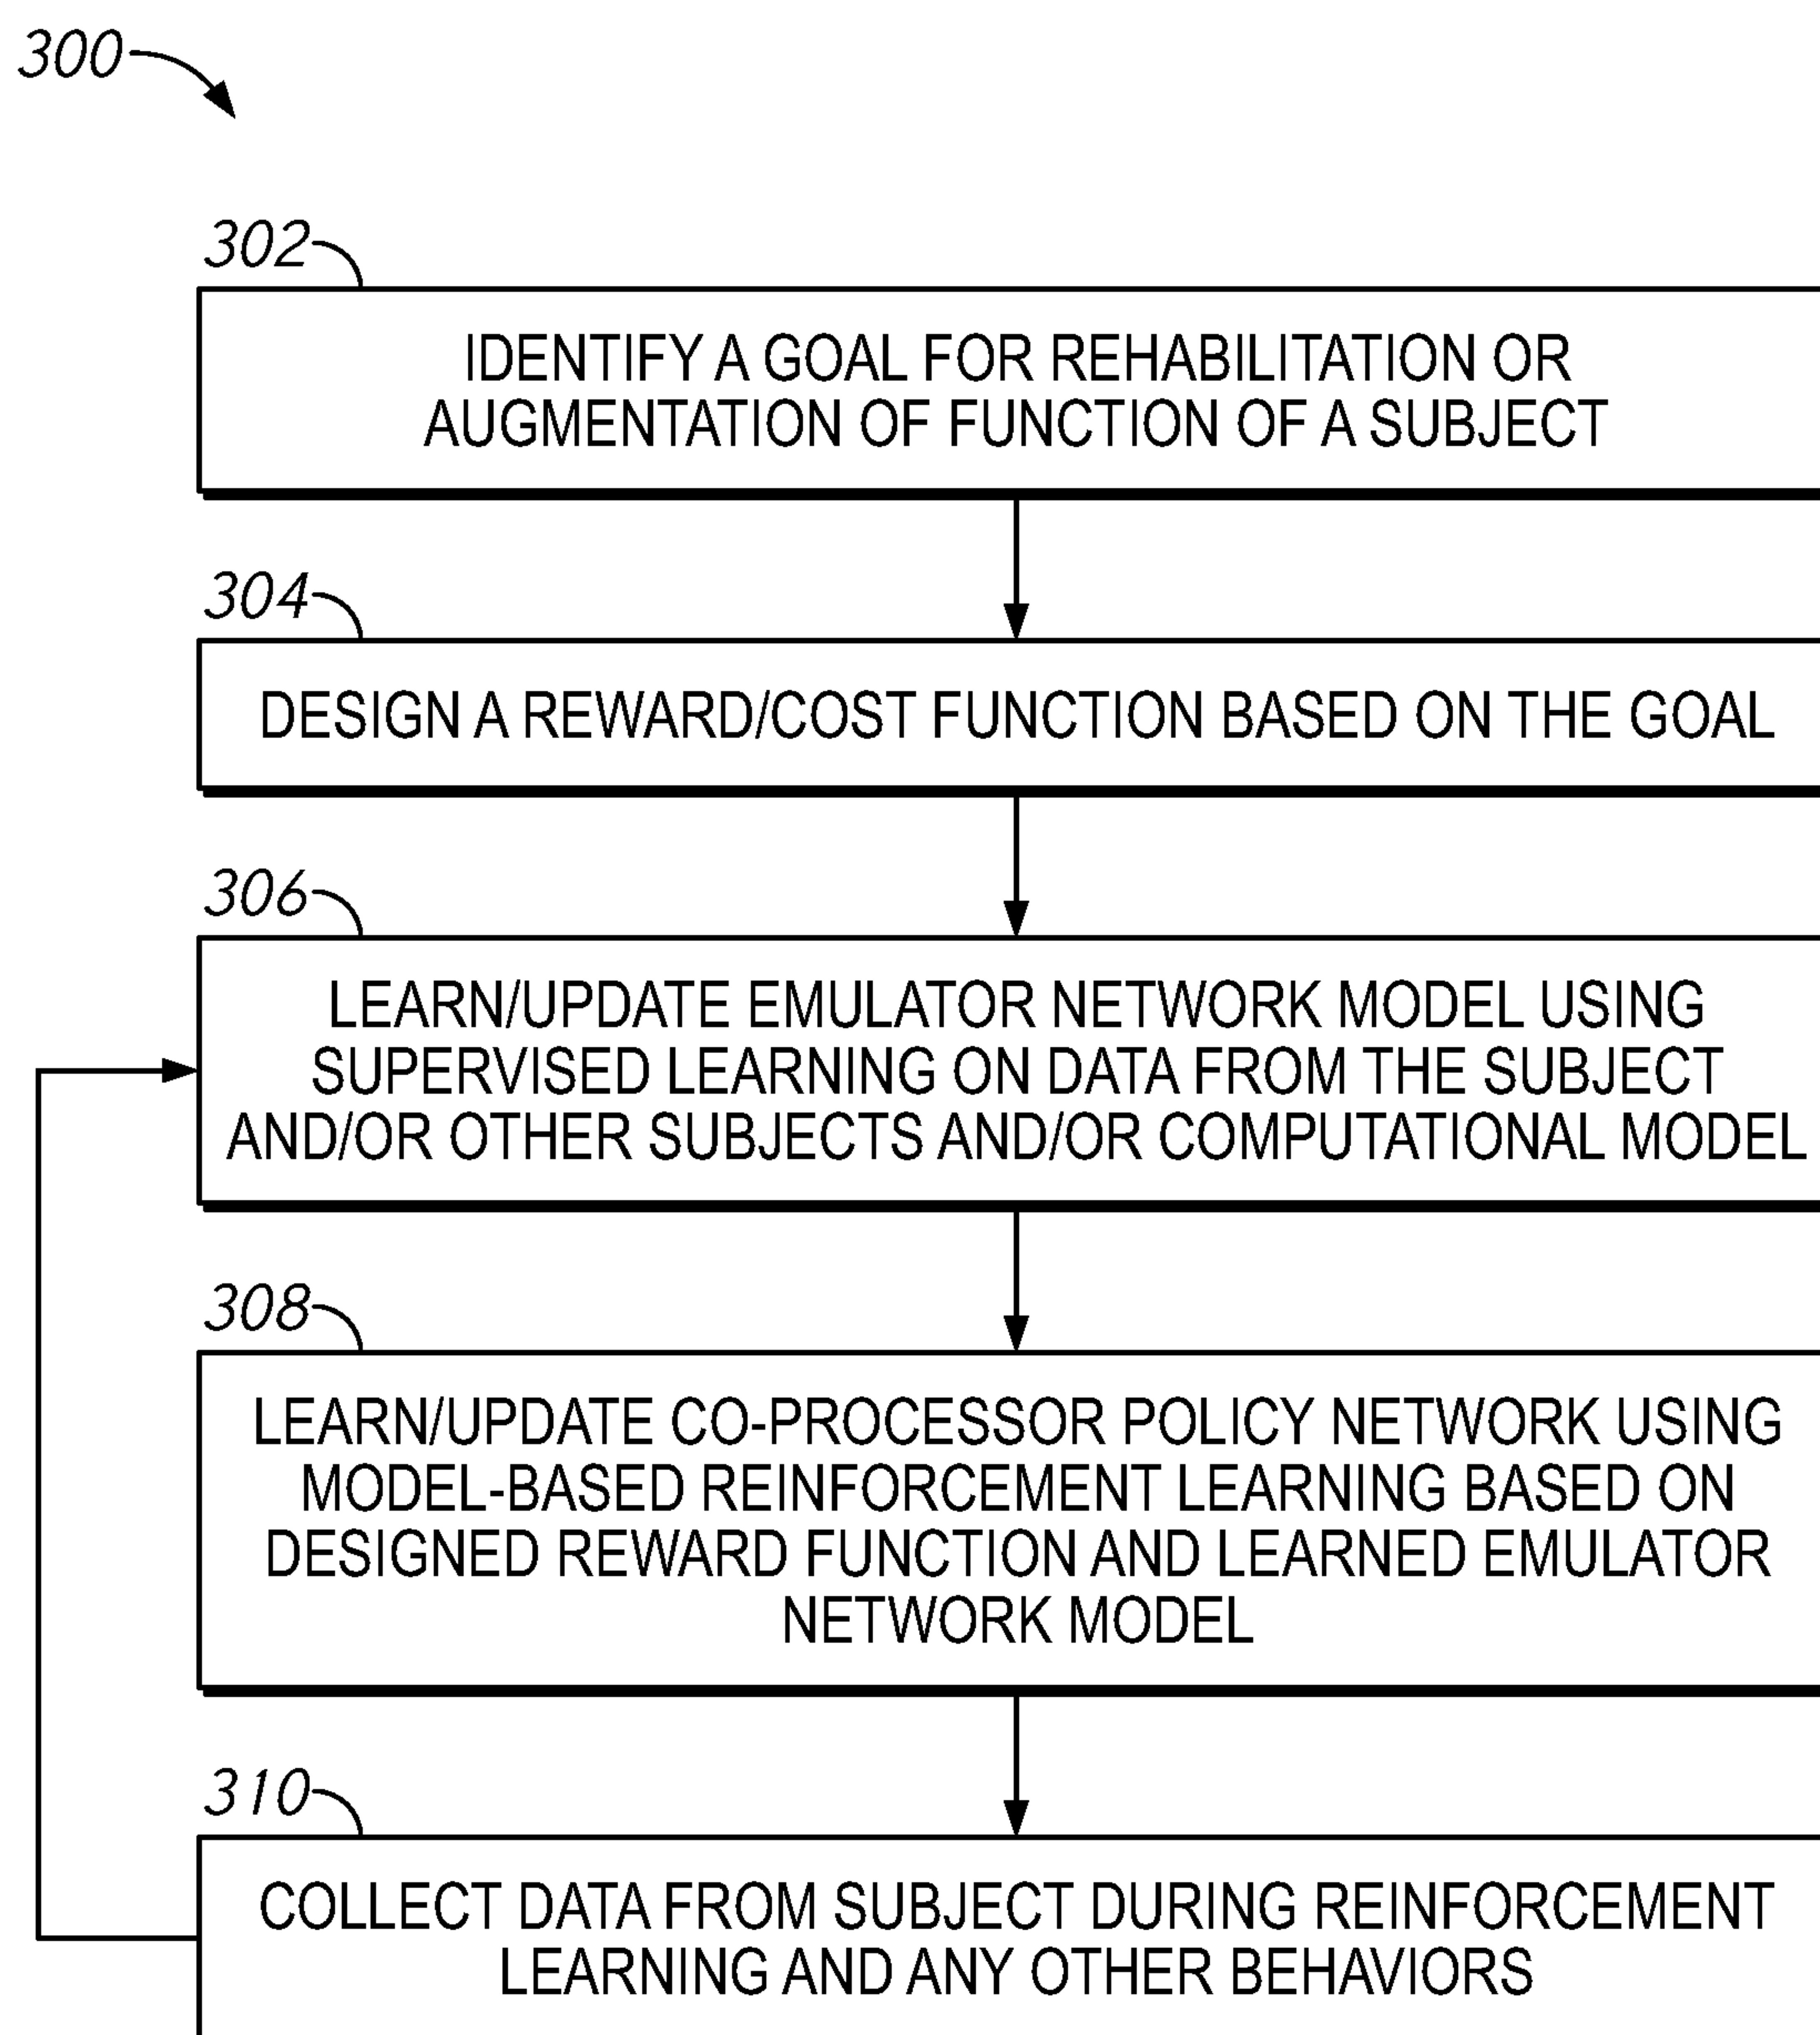 300
302
IDENTIFY A GOAL FOR REHABILITATION OR
AUGMENTATION OF FUNCTION OF A SUBJECT
304
DESIGN A REWARD/COST FUNCTION BASED ON THE GOAL
306
LEARN/UPDATE EMULATOR NETWORK MODEL USING
SUPERVISED LEARNING ON DATA FROM THE SUBJECT
AND/OR OTHER SUBJECTS AND/OR COMPUTATIONAL MODEL
308
LEARN/UPDATE CO-PROCESSOR POLICY NETWORK USING
MODEL-BASED REINFORCEMENT LEARNING BASED ON
DESIGNED REWARD FUNCTION AND LEARNED EMULATOR
NETWORK MODEL
310
COLLECT DATA FROM SUBJECT DURING REINFORCEMENT
LEARNING AND ANY OTHER BEHAVIORS